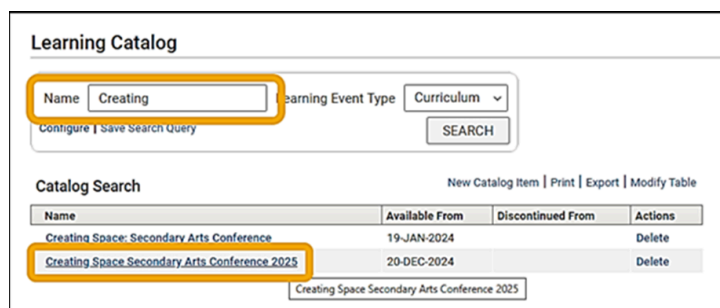 Learning Catalog
Name Creating Learning Event Type Curriculum
Configure | Save Search Query
SEARCH
Catalog Search New Catalog Item | Print | Export | Modify Table
Name Available From Discontinued From Actions
Creating Space: Secondary Arts Conference 19-JAN-2024 Delete
Creating Space Secondary Arts Conference 2025 20-DEC-2024 Delete
Creating Space Secondary Arts Conference 2025